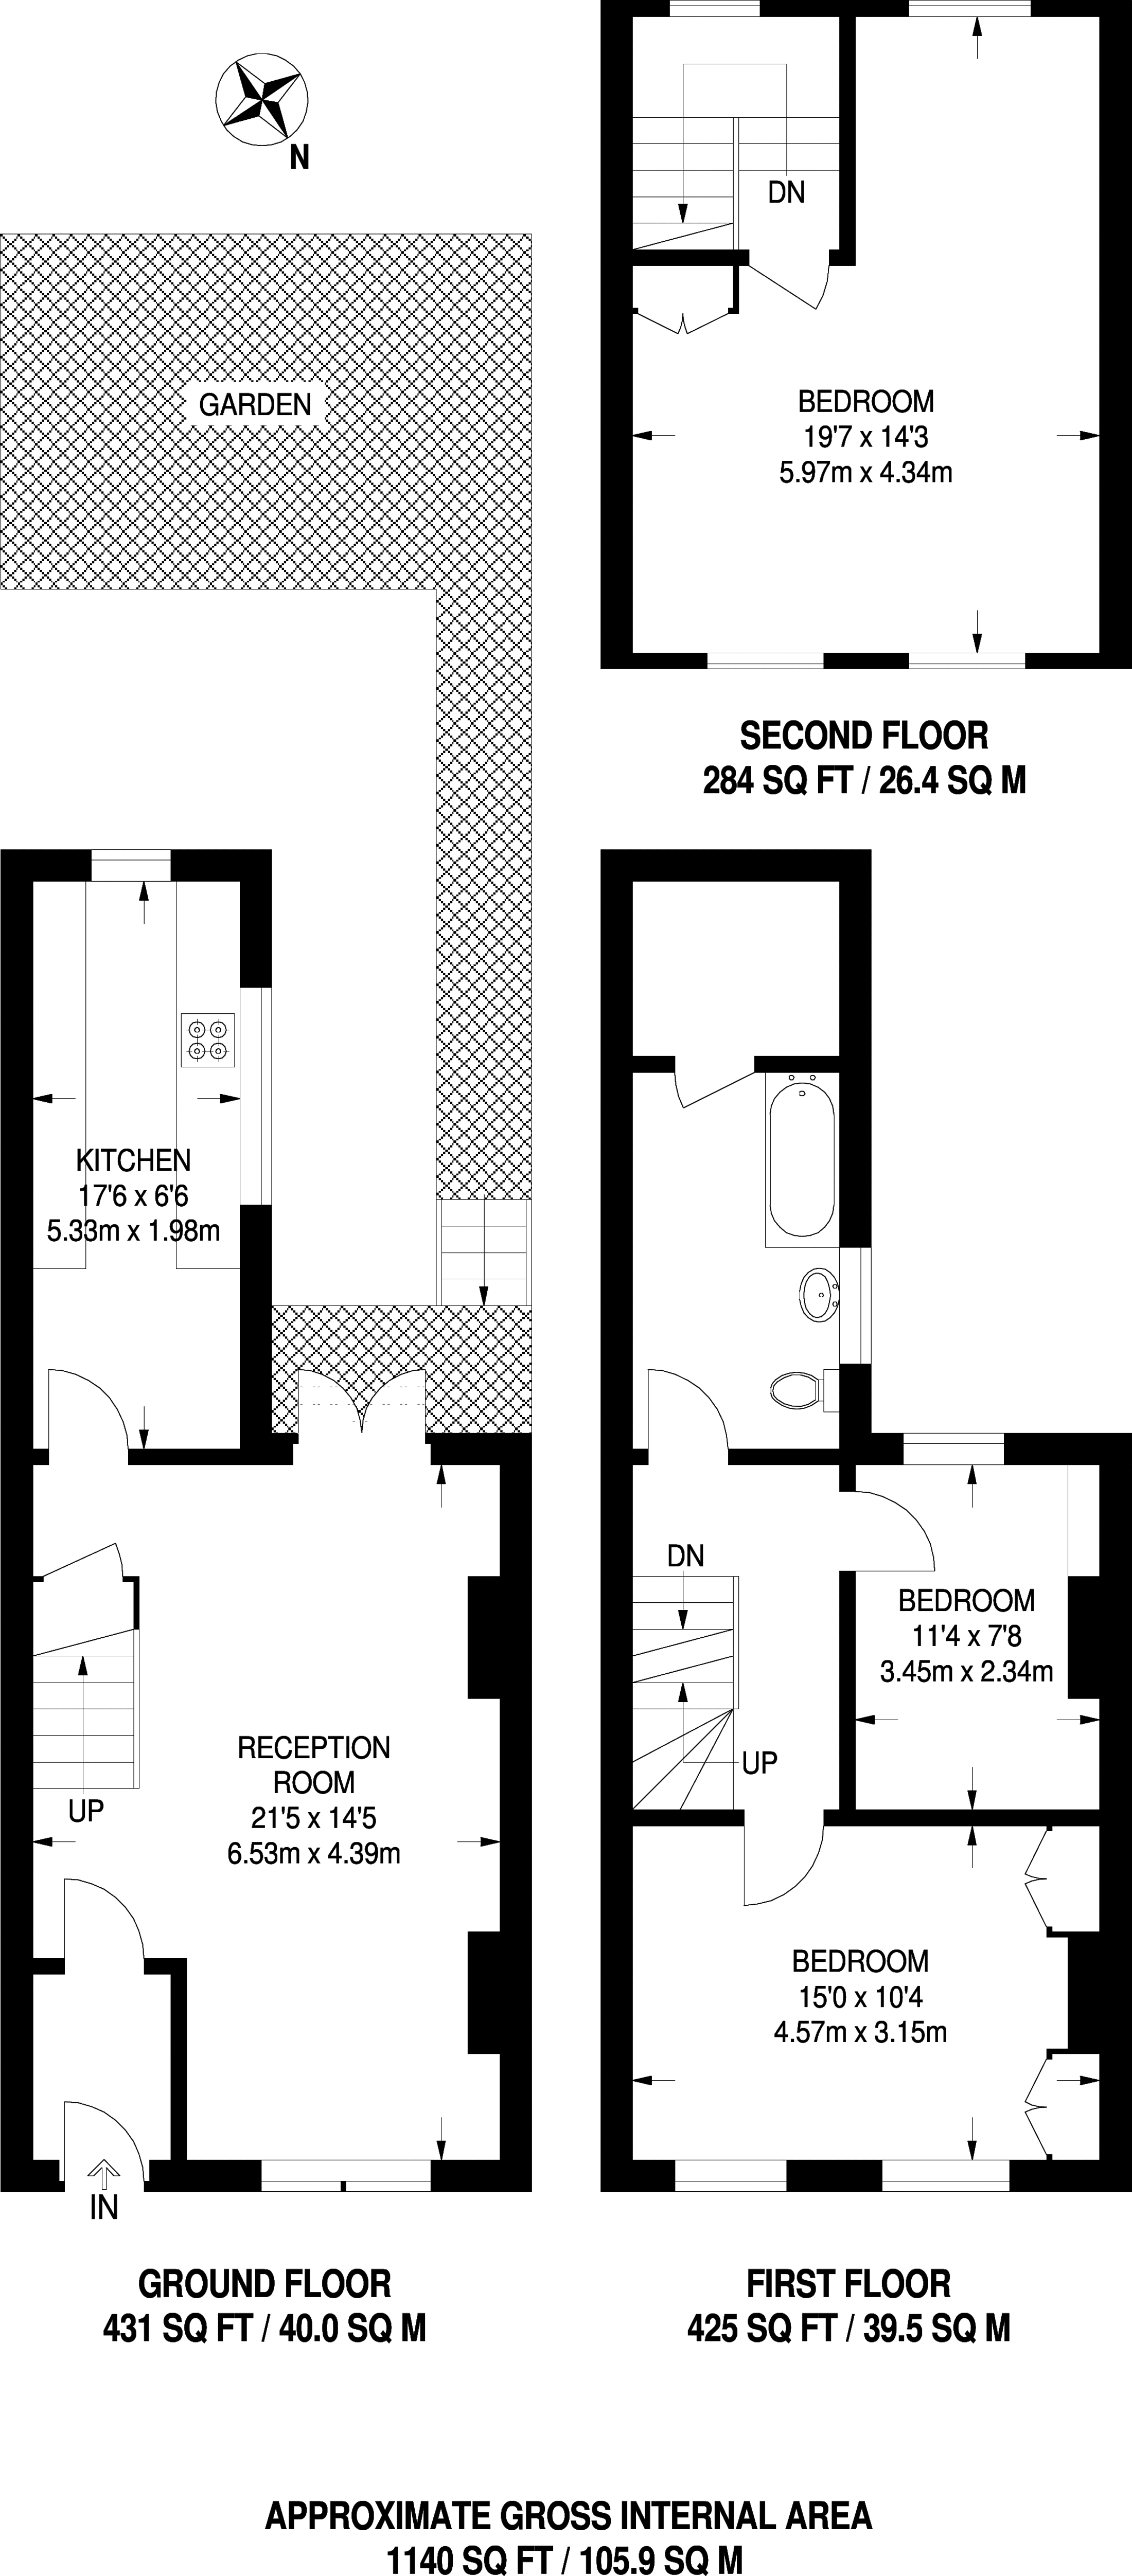 N
GARDEN
DN
BEDROOM
19'7 x 14'3
5.97m x 4.34m
SECOND FLOOR
284 SQ FT / 26.4 SQ M
KITCHEN
17'6 x 6'6
5.33m x 1.98m
UP
RECEPTION
ROOM
21'5 x 14'5
6.53m x 4.39m
IN
GROUND FLOOR
431 SQ FT / 40.0 SQ M
DN
BEDROOM
11'4 x 7'8
3.45m x 2.34m
UP
BEDROOM
15'0 x 10'4
4.57m x 3.15m
FIRST FLOOR
425 SQ FT / 39.5 SQ M
APPROXIMATE GROSS INTERNAL AREA
1140 SQ FT / 105.9 SQ M